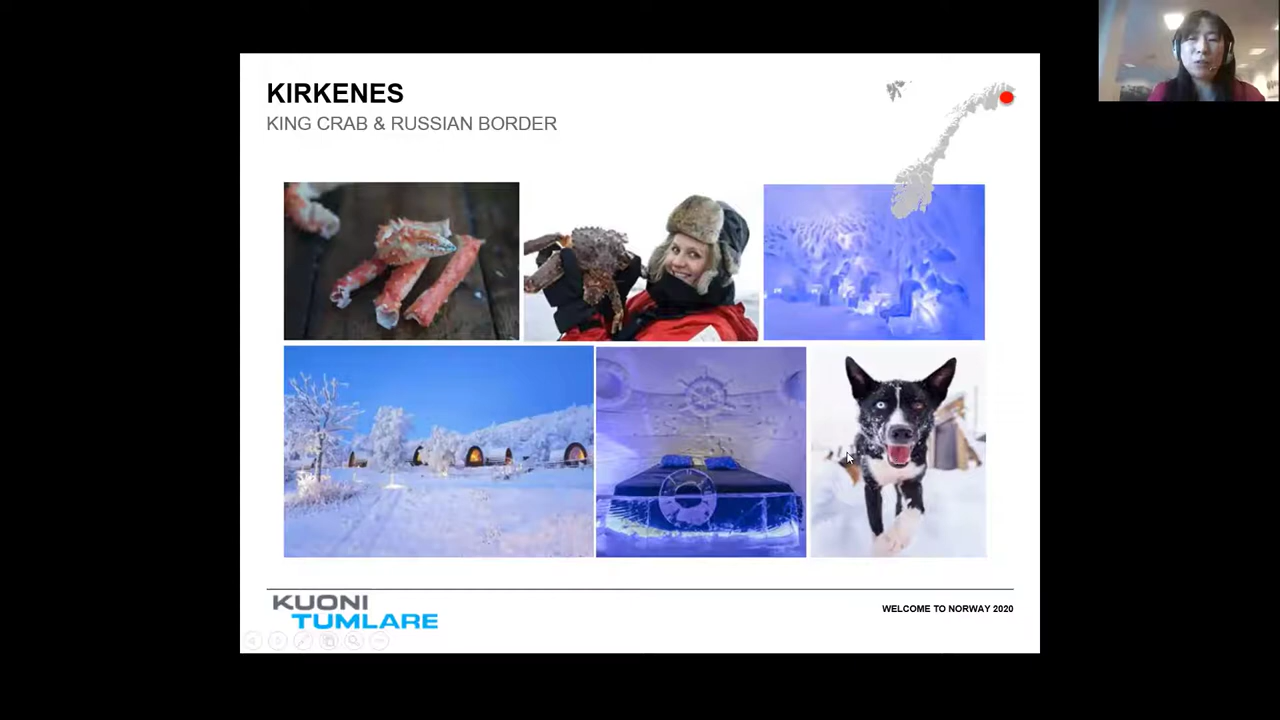 KIRKENES
KING CRAB & RUSSIAN BORDER
KUONI
TUMLARE
WELCOME TO NORWAY 2020